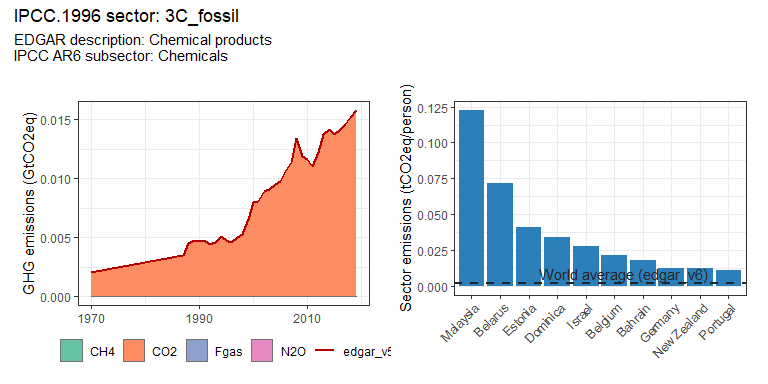 IPCC.1996 sector: 3C_fossil
EDGAR description: Chemical products
IPCC AR6 subsector: Chemicals
GHG emissions (GtCO2eq)
0.015
0.010
0.005
0.000
1970
1990
2010
CH4 CO2 Fgas N2O edgar_v5
Sector emissions (tCO2eq/person)
0.125
0.100
0.075
0.050
0.025
0.000
World average (edgar_v6)
Malaysia
Belarus
Estonia
Dominica
Israel
Belgium
Bahrain
Germany
New Zealand
Portugal